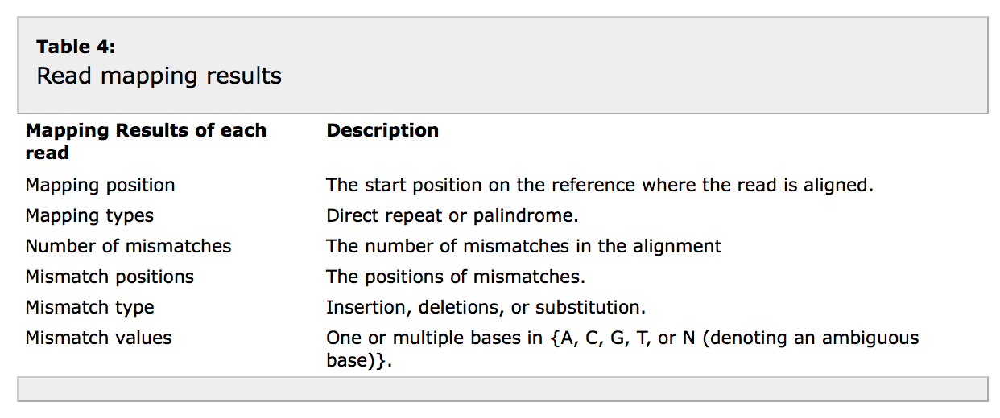 Table 4:
Read mapping results
Mapping Results of each
read
Description
Mapping position
The start position on the reference where the read is aligned.
Mapping types
Direct repeat or palindrome.
Number of mismatches
The number of mismatches in the alignment
Mismatch positions
The positions of mismatches.
Mismatch type
Insertion, deletions, or substitution.
Mismatch values
One or multiple bases in {A, C, G, T, or N (denoting an ambiguous
base)}.